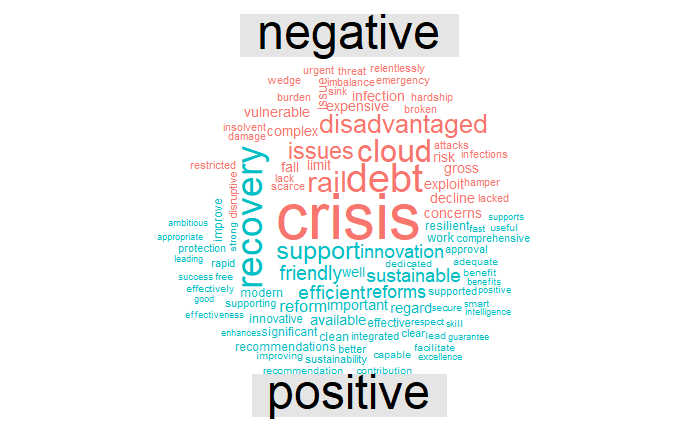 negative
urgent threat relentlessly
wedge issue imbalance emergency
sink
burden infection hardship
vulnerable expensive broken
insolvent complex disadvantaged
damage
issues cloud attacks
restricted fall limit risk infections
lack rail debt gross
scarce exploit hamper
disruptive decline lacked
crisis concerns
recovery
ambitious improve supports
strong resilient fast useful
appropriate work comprehensive
protection support innovation approval
leading rapid dedicated adequate
success free friendly well sustainable benefit
effectively modern efficient reforms supported benefits positive
good
supporting reform important regard secure smart
effectiveness innovative available effective respect skill intelligence
enhances significant clean integrated clear lead guarantee
recommendations better facilitate
improving sustainability capable excellence
recommendation contribution
positive